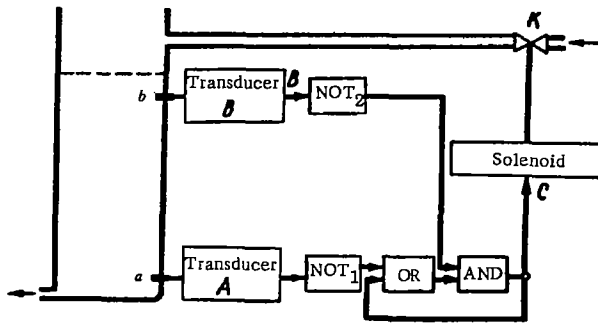 K
Transducer B
b B NOT2
Solenoid
C
a Transducer A NOT1 OR AND